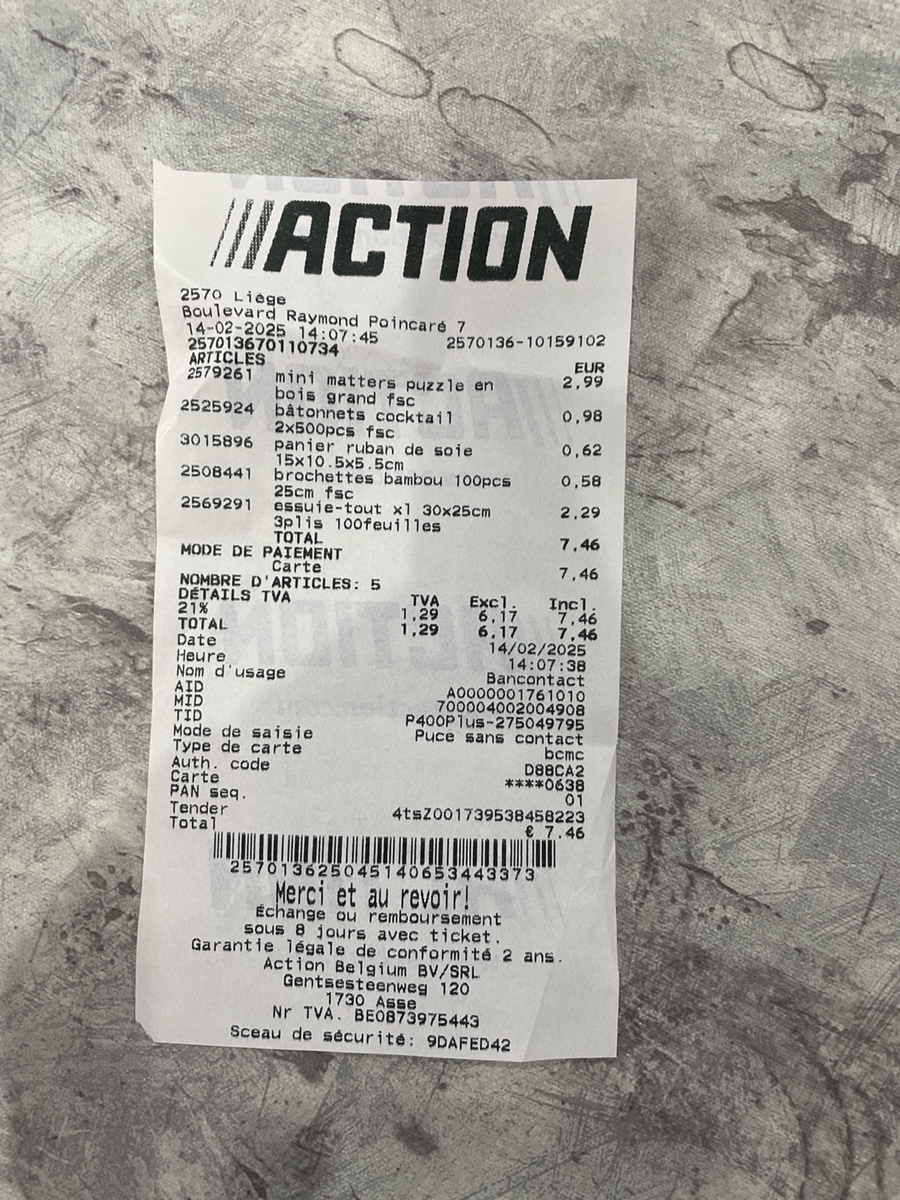 ACTION
2570 Liège
Boulevard Raymond Poincaré 7
14-02-2025 14:07:45 2570136-10159102
257013670110734
ARTICLES EUR
2579261 mini matters puzzle en 2,99
bois grand fsc
2525924 bâtonnets cocktail 0,98
2x500pcs fsc
3015896 panier ruban de soie 0,62
15x10.5x5.5cm
2508441 brochettes bambou 100pcs 0,58
25cm fsc
2569291 essuie-tout xl 30x25cm 2,29
3plis 100feuilles
TOTAL 7,46
MODE DE PAIEMENT
Carte 7,46
NOMBRE D'ARTICLES: 5
DÉTAILS TVA TVA Excl. Incl.
21% 1,29 6,17 7,46
TOTAL 1,29 6,17 7,46
Date 14/02/2025
Heure 14:07:38
Nom d'usage Bancontact
AID A0000001761010
MID 700004002004908
TID P400Plus-275049795
Mode de saisie Puce sans contact
Type de carte bcmc
Auth. code D88CA2
Carte ****0638
PAN seq. 01
Tender 4tsZ001739538458223
Total € 7.46
2570136250451406534433​73
Merci et au revoir!
Échange ou remboursement
sous 8 jours avec ticket.
Garantie légale de conformité 2 ans.
Action Belgium BV/SRL
Gentsesteenweg 120
1730 Asse
Nr TVA. BE0873975443
Sceau de sécurité: 9DAFED42